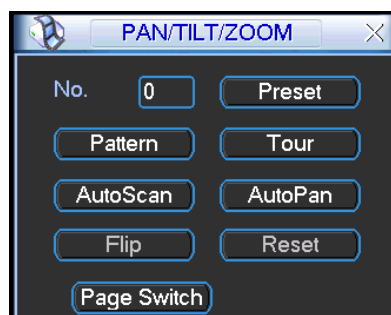 PAN/TILT/ZOOM
No. 0 Preset
Pattern Tour
AutoScan AutoPan
Flip Reset
Page Switch